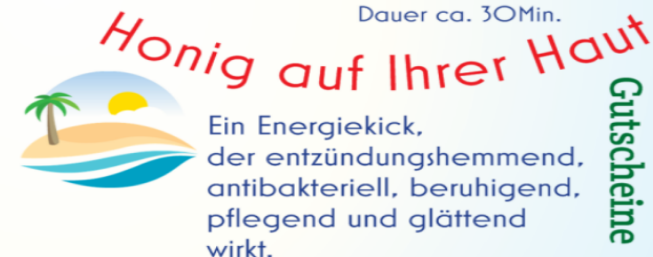 Dauer ca. 30Min.
Honig auf Ihrer Haut
Ein Energiekick,
der entzündungshemmend,
antibakteriell, beruhigend,
pflegend und glättend
wirkt.
Gutscheine